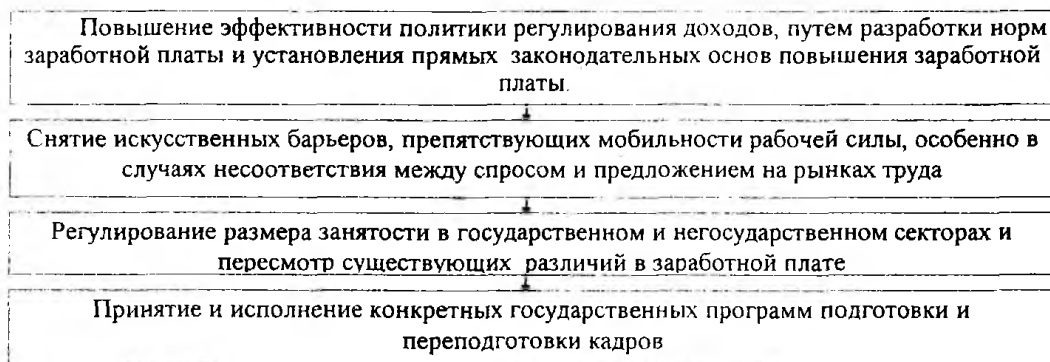 Повышение эффективности политики регулирования доходов, путем разработки норм
заработной платы и установления прямых законодательных основ повышения заработной
платы.
Снятие искусственных барьеров, препятствующих мобильности рабочей силы, особенно в
случаях несоответствия между спросом и предложением на рынках труда
Регулирование размера занятости в государственном и негосударственном секторах и
пересмотр существующих различий в заработной плате
Принятие и исполнение конкретных государственных программ подготовки и
переподготовки кадров